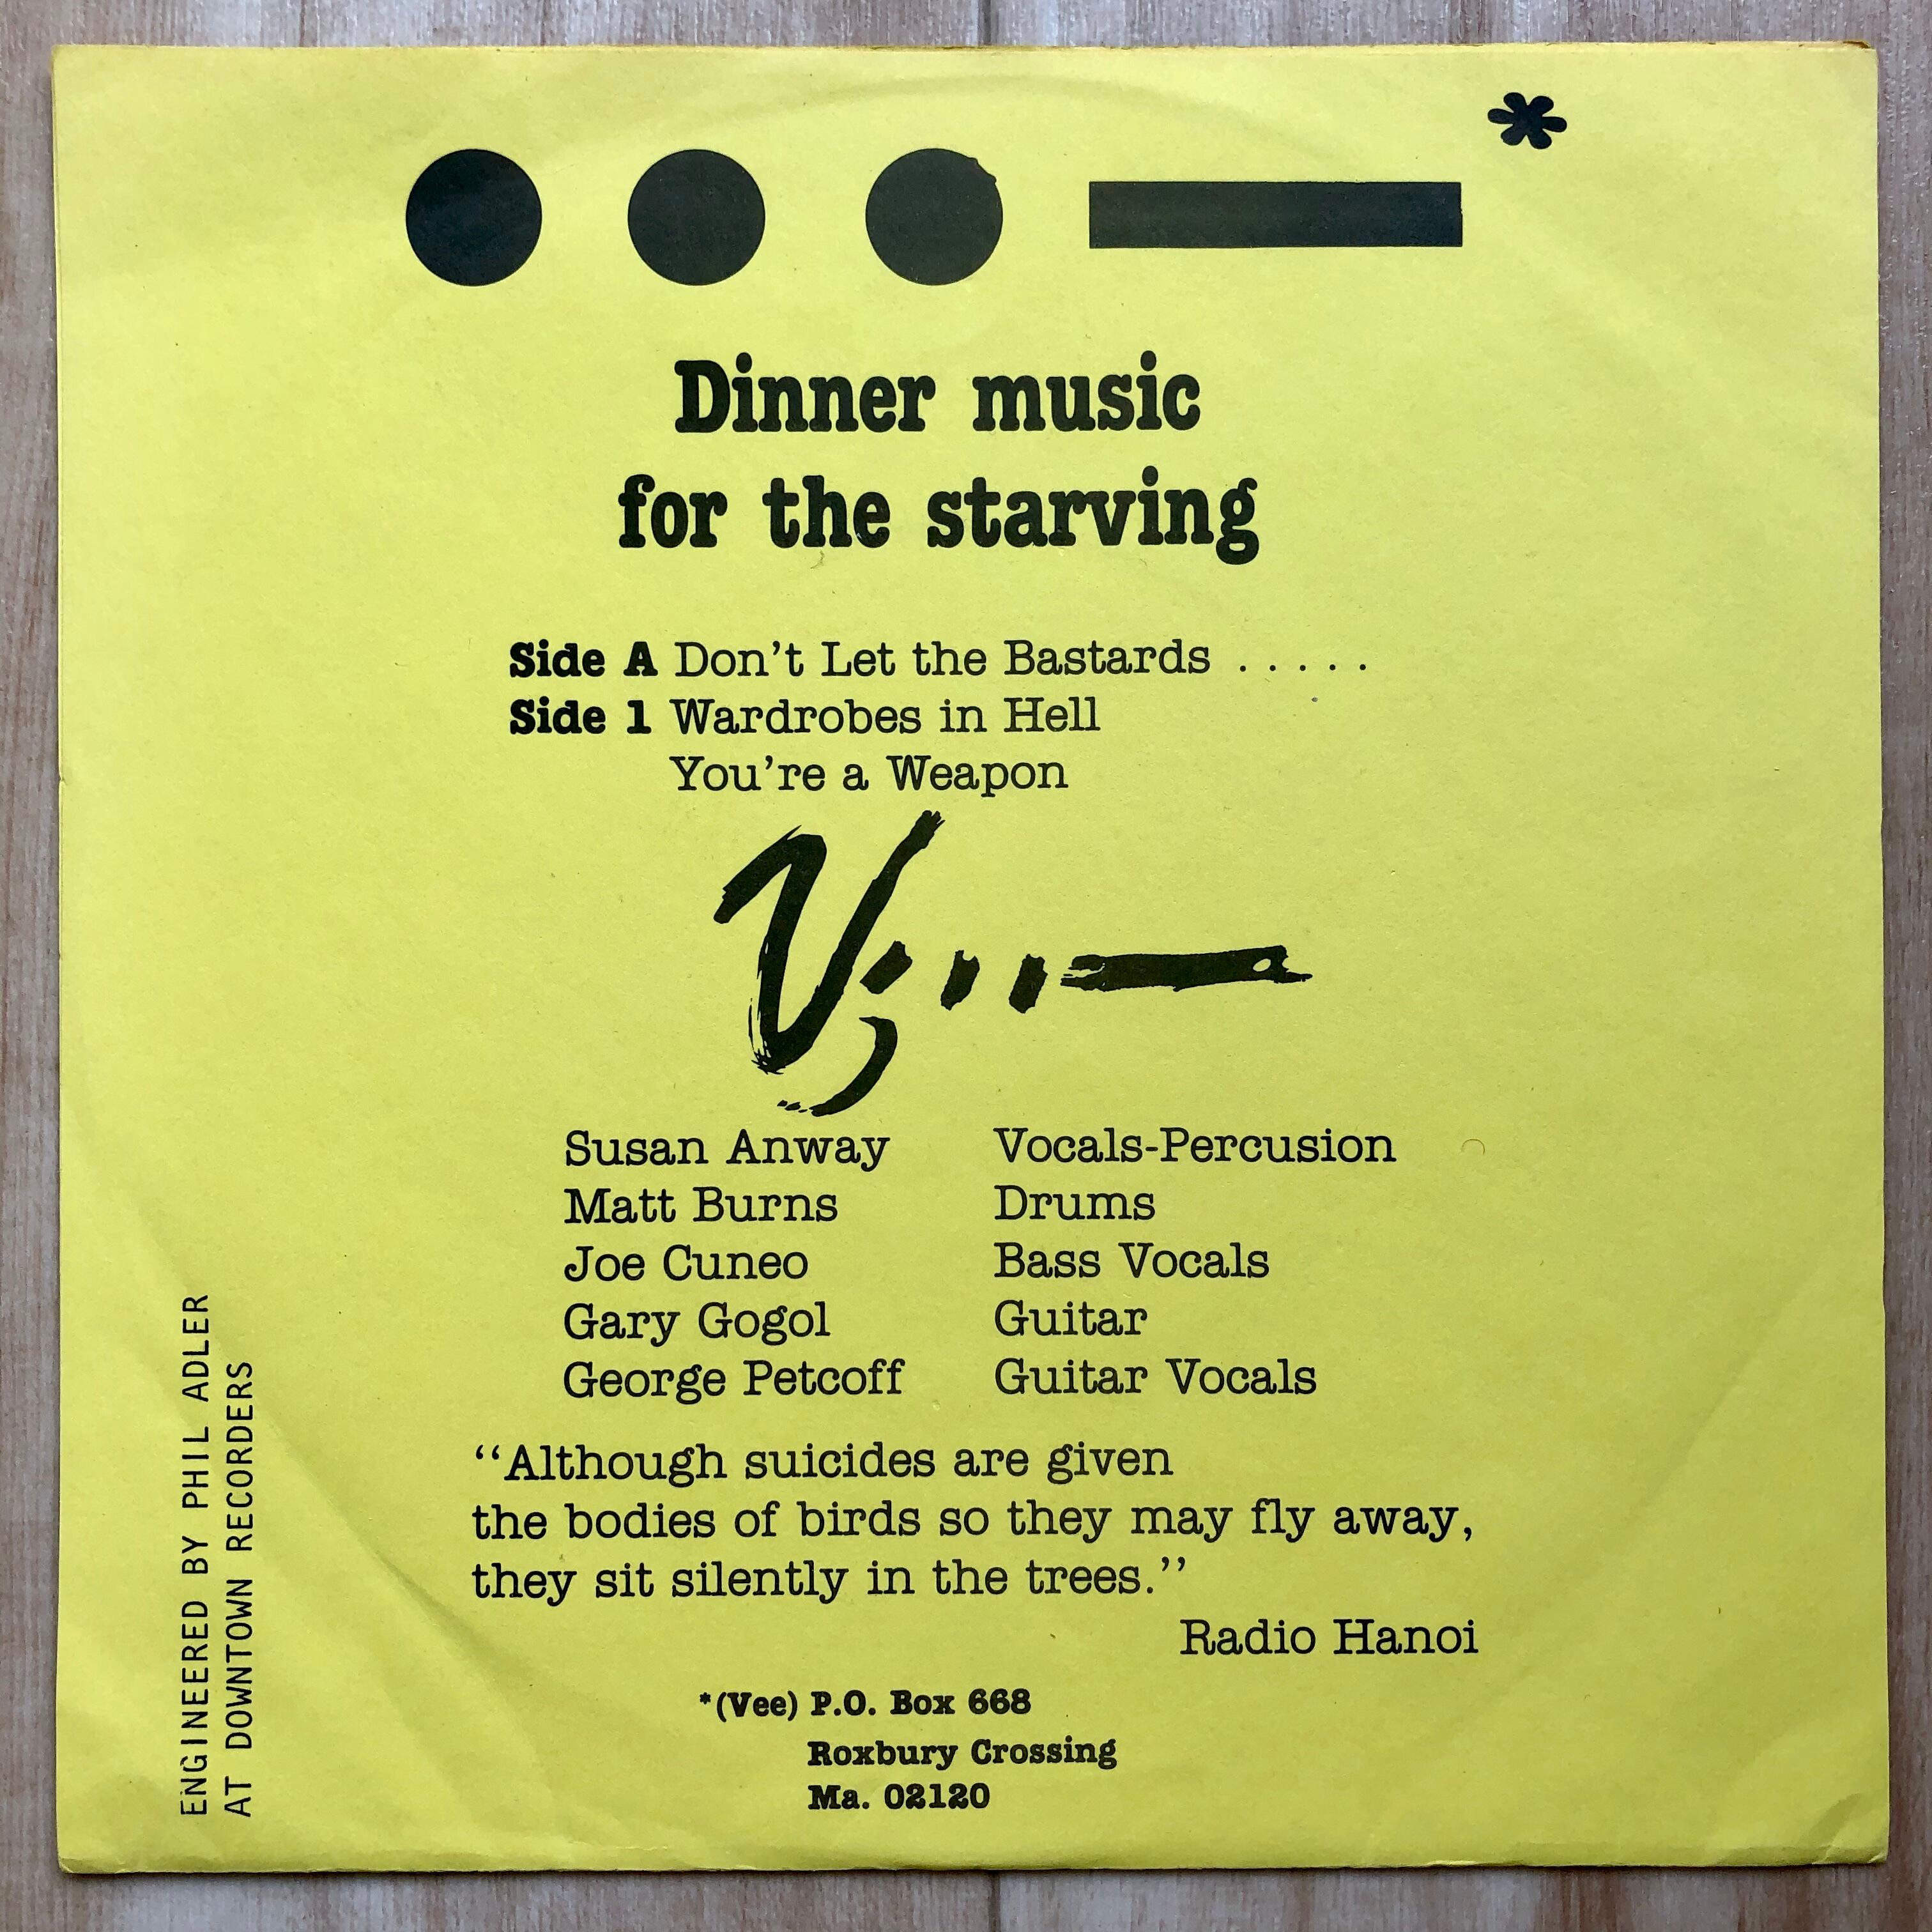 *
Dinner music
for the starving
Side A Don't Let the Bastards . . . . .
Side 1 Wardrobes in Hell
You're a Weapon
V;
Susan Anway Vocals-Percusion
Matt Burns Drums
Joe Cuneo Bass Vocals
Gary Gogol Guitar
George Petcoff Guitar Vocals
‘‘Although suicides are given
the bodies of birds so they may fly away,
they sit silently in the trees.’’
Radio Hanoi
*(Vee) P.O. Box 668
Roxbury Crossing
Ma. 02120
ENGINEERED BY PHIL ADLER
AT DOWNTOWN RECORDERS